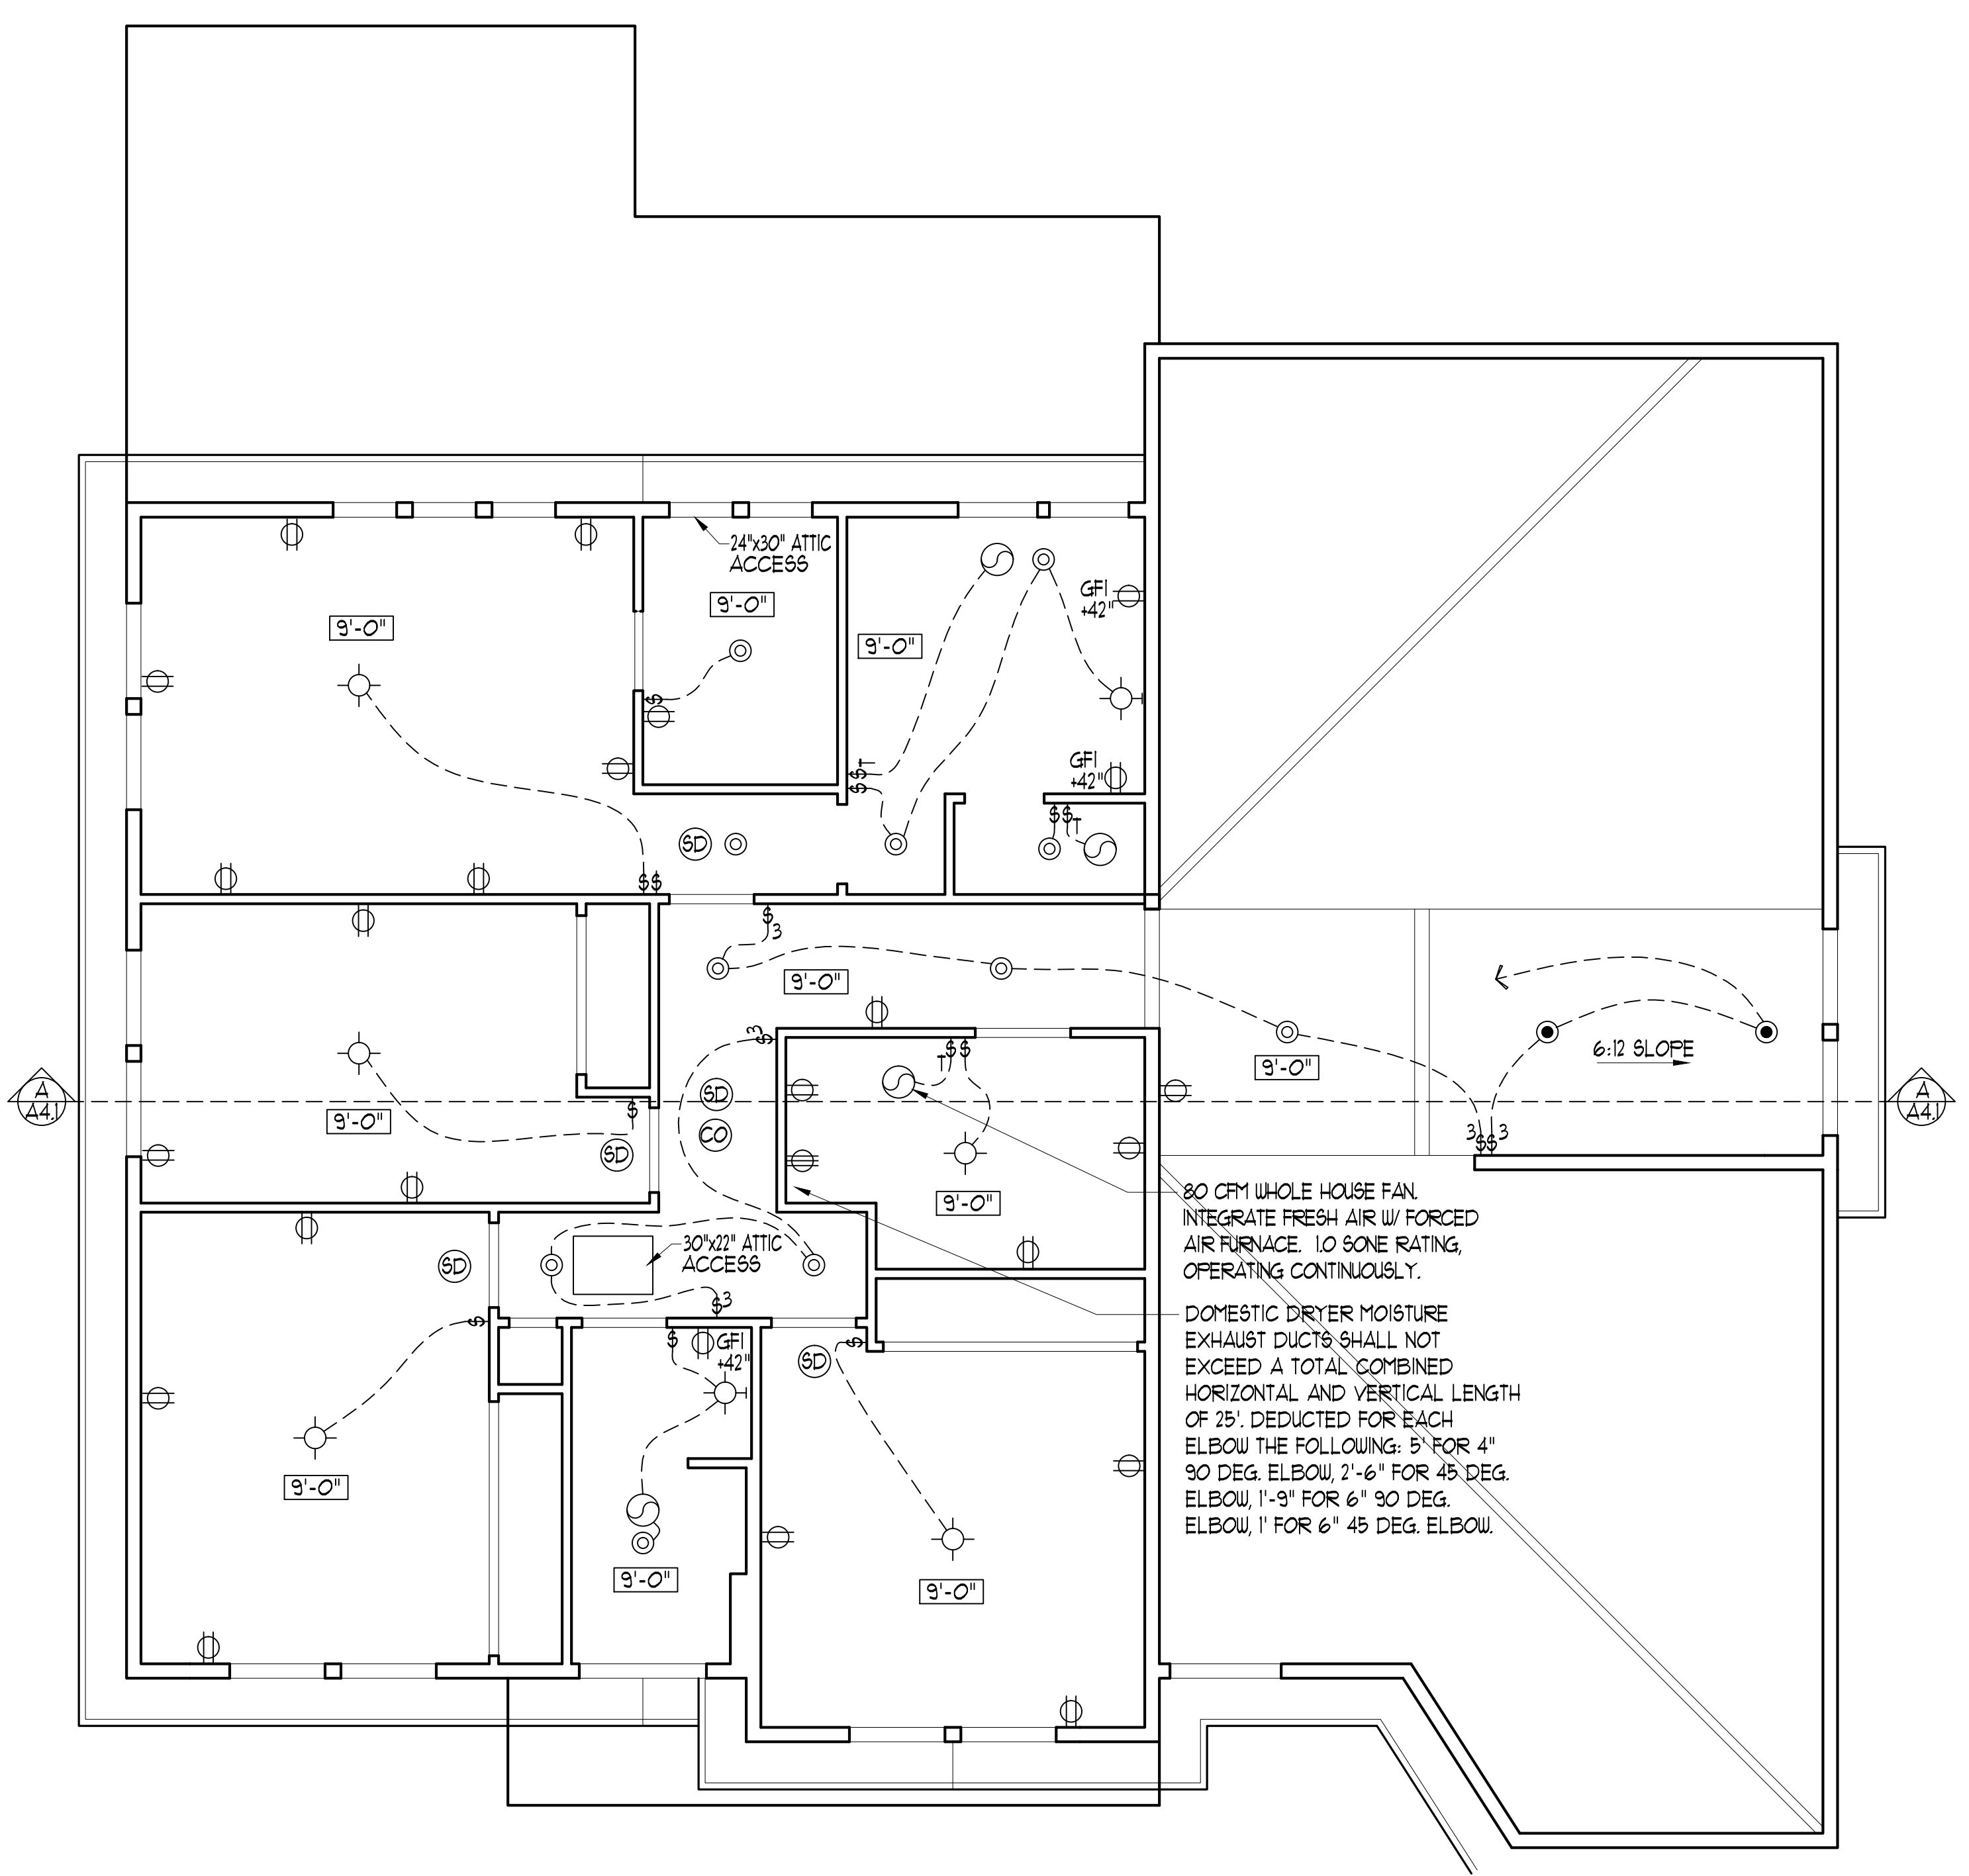 24"x30" ATTIC
ACCESS
9'-0"
GFI
+42"
9'-0"
9'-0"
$
GFI
+42"
$T
$
$$
T
SD
$$
$
3
9'-0"
3
$
$$
T
6:12 SLOPE
9'-0"
SD
A
A4.1
A
A4.1
9'-0"
$
CO
SD
3
$$
3
80 CFM WHOLE HOUSE FAN.
INTEGRATE FRESH AIR W/ FORCED
AIR FURNACE. 1.0 SONE RATING,
OPERATING CONTINUOUSLY.
9'-0"
30"x22" ATTIC
ACCESS
SD
$3
$
$
GFI
+42"
$
SD
DOMESTIC DRYER MOISTURE
EXHAUST DUCTS SHALL NOT
EXCEED A TOTAL COMBINED
HORIZONTAL AND VERTICAL LENGTH
OF 25'. DEDUCTED FOR EACH
ELBOW THE FOLLOWING: 5' FOR 4"
90 DEG. ELBOW, 2'-6" FOR 45 DEG.
ELBOW, 1'-9" FOR 6" 90 DEG.
ELBOW, 1' FOR 6" 45 DEG. ELBOW.
9'-0"
9'-0"
9'-0"